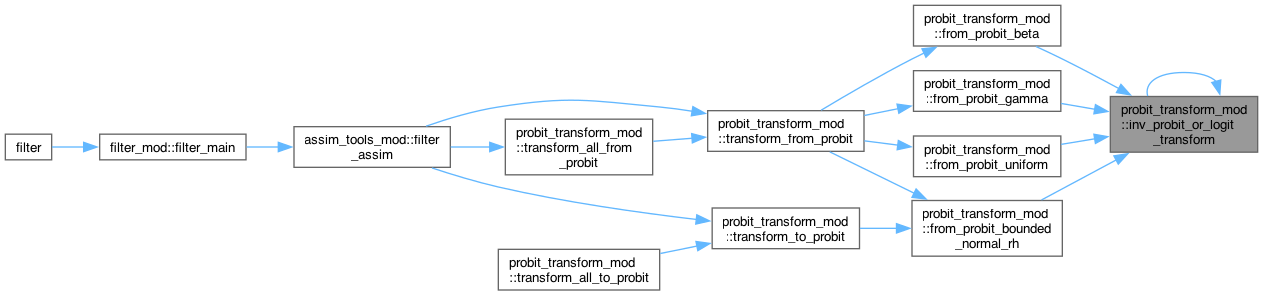 filter
filter_mod::filter_main
assim_tools_mod::filter
_assim
probit_transform_mod
::transform_all_from
_probit
probit_transform_mod
::transform_all_to_probit
probit_transform_mod
::transform_from_probit
probit_transform_mod
::transform_to_probit
probit_transform_mod
::from_probit_beta
probit_transform_mod
::from_probit_gamma
probit_transform_mod
::from_probit_uniform
probit_transform_mod
::from_probit_bounded
_normal_rh
probit_transform_mod
::inv_probit_or_logit
_transform